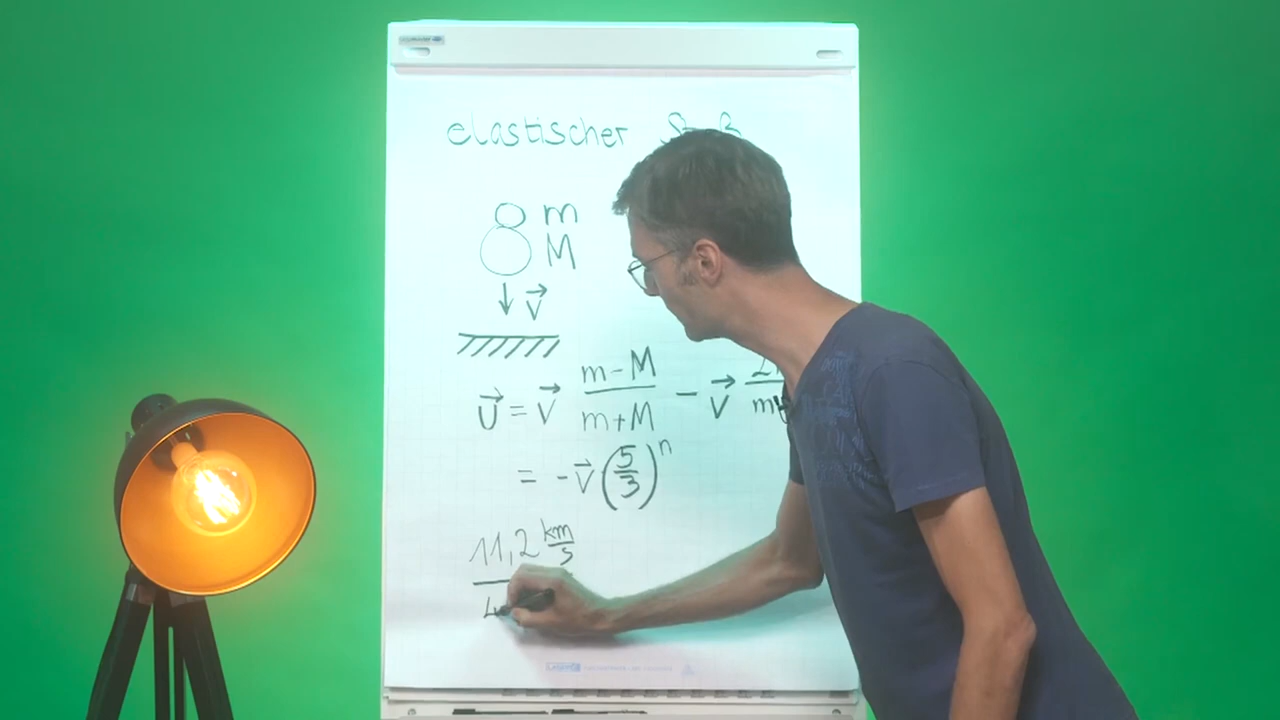 elastischer
m
M
v⃗
u⃗ = v⃗ (m-M)/(m+M) - v⃗
= -v⃗ (5/3)ⁿ
11,2 km/s